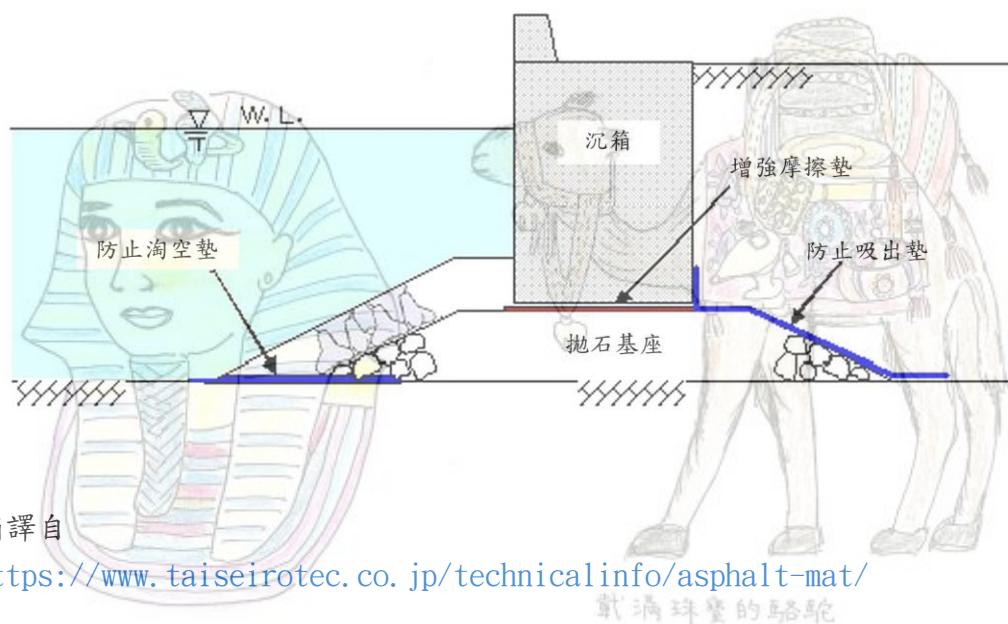 W.L.
沉箱
增強摩擦墊
防止淘空墊
防止吸出墊
拋石基座
譯自
ttps://www.taiseirotec.co.jp/technicalinfo/asphalt-mat/
載滿珠寶的駱駝